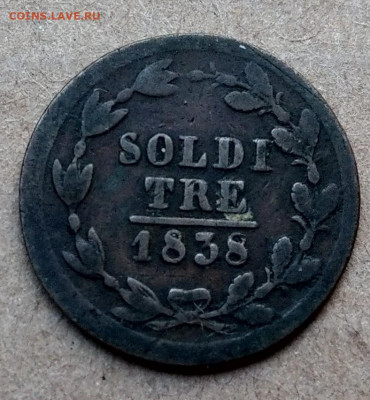 COINS.LAVE.RU
SOLDI
TRE
1838